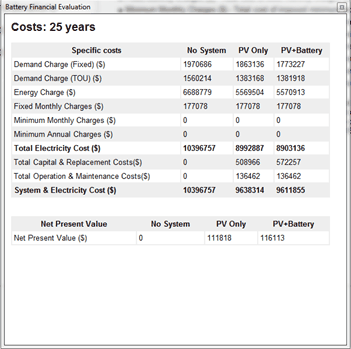 Battery Financial Evaluation
Costs: 25 years
Specific costs No System PV Only PV+Battery
Demand Charge (Fixed) ($) 1970686 1863136 1773227
Demand Charge (TOU) ($) 1560214 1383168 1381918
Energy Charge ($) 6688779 5569504 5570913
Fixed Monthly Charges ($) 177078 177078 177078
Minimum Monthly Charges ($) 0 0 0
Minimum Annual Charges ($) 0 0 0
Total Electricity Cost ($) 10396757 8992887 8903136
Total Capital & Replacement Costs($) 0 508966 572257
Total Operation & Maintenance Costs($) 0 136462 136462
System & Electricity Cost ($) 10396757 9638314 9611855
Net Present Value No System PV Only PV+Battery
Net Present Value ($) 0 111818 116113